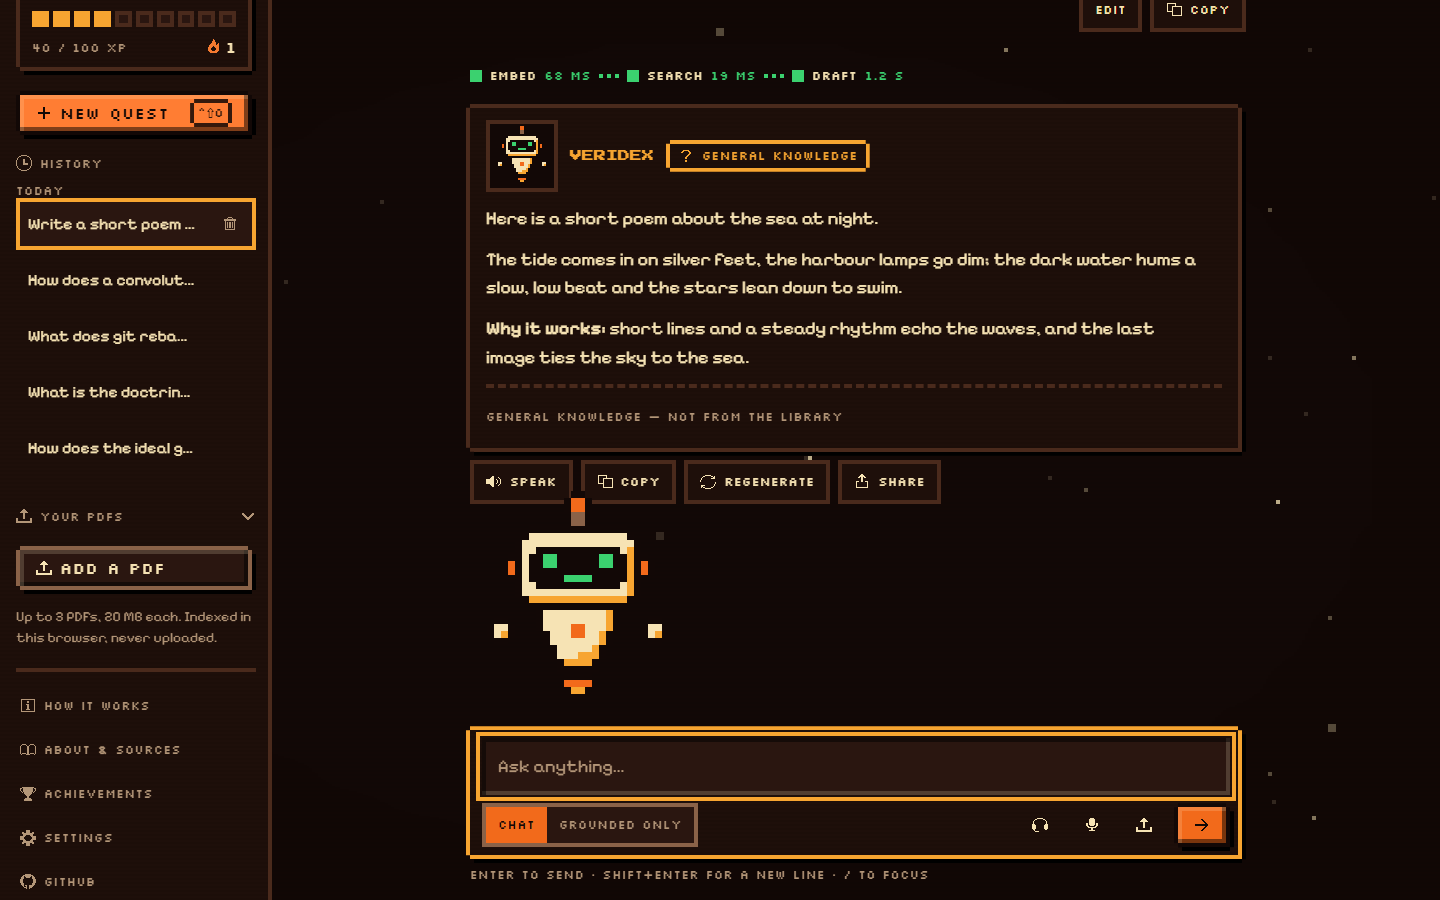 40 / 100 XP
1
+ NEW QUEST ^⇧O
HISTORY
TODAY
Write a short poem ...
How does a convolut...
What does git reba...
What is the doctrin...
How does the ideal g...
YOUR PDFS
ADD A PDF
Up to 3 PDFs, 20 MB each. Indexed in
this browser, never uploaded.
HOW IT WORKS
ABOUT & SOURCES
ACHIEVEMENTS
SETTINGS
GITHUB
EDIT
COPY
EMBED 68 MS SEARCH 19 MS DRAFT 1.2 S
VERIDEX ? GENERAL KNOWLEDGE
Here is a short poem about the sea at night.
The tide comes in on silver feet, the harbour lamps go dim; the dark water hums a
slow, low beat and the stars lean down to swim.
Why it works: short lines and a steady rhythm echo the waves, and the last
image ties the sky to the sea.
GENERAL KNOWLEDGE — NOT FROM THE LIBRARY
SPEAK
COPY
REGENERATE
SHARE
Ask anything...
CHAT
GROUNDED ONLY
ENTER TO SEND · SHIFT+ENTER FOR A NEW LINE · / TO FOCUS